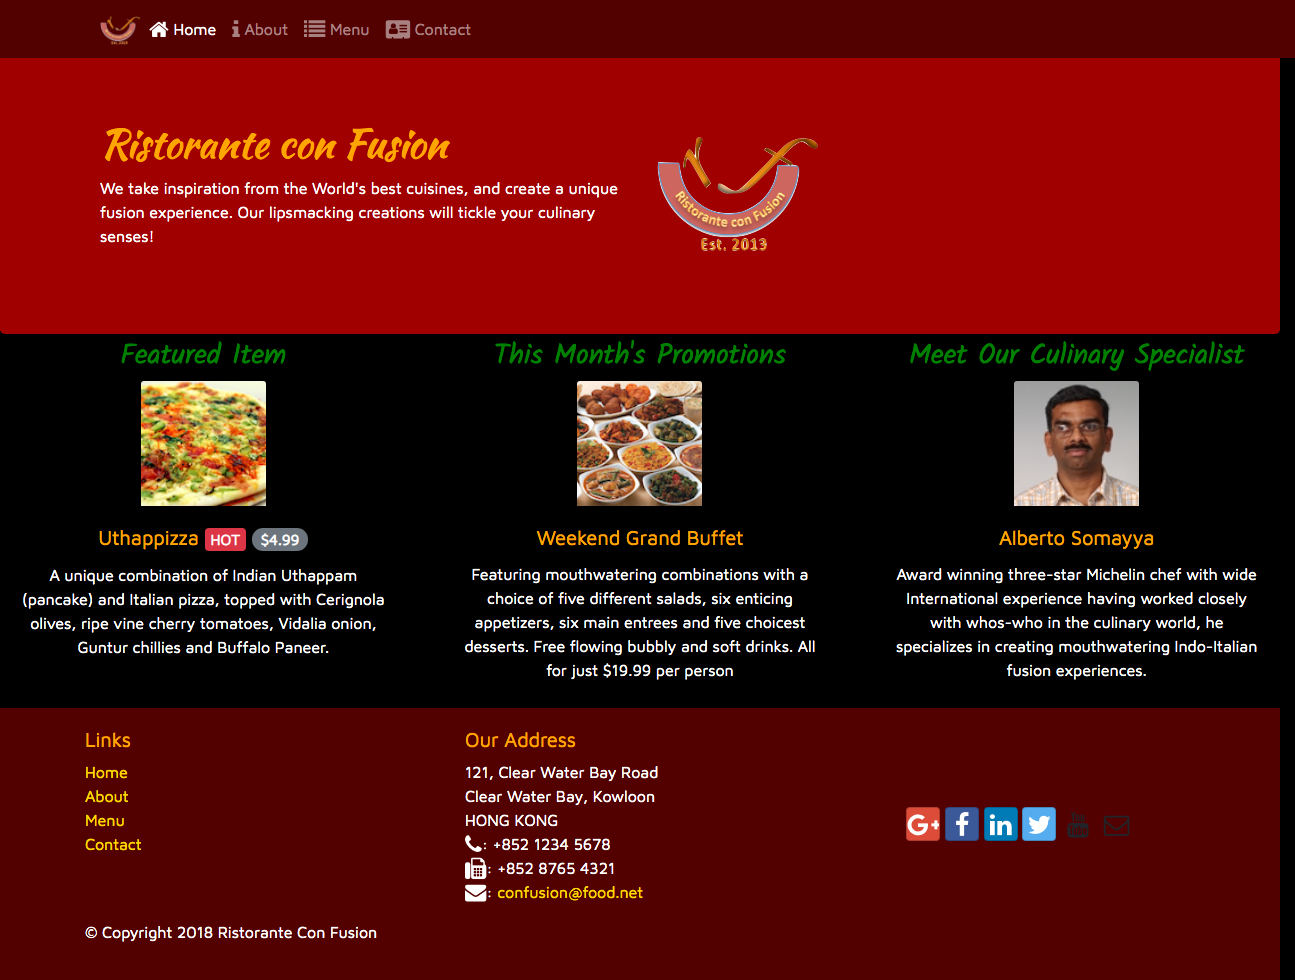 Home About Menu Contact
Ristorante con Fusion
We take inspiration from the World's best cuisines, and create a unique
fusion experience. Our lipsmacking creations will tickle your culinary
senses!
Ristorante con Fusion
Est. 2013
Featured Item
Uthappizza HOT $4.99
A unique combination of Indian Uthappam
(pancake) and Italian pizza, topped with Cerignola
olives, ripe vine cherry tomatoes, Vidalia onion,
Guntur chillies and Buffalo Paneer.
This Month's Promotions
Weekend Grand Buffet
Featuring mouthwatering combinations with a
choice of five different salads, six enticing
appetizers, six main entrees and five choicest
desserts. Free flowing bubbly and soft drinks. All
for just $19.99 per person
Meet Our Culinary Specialist
Alberto Somayya
Award winning three-star Michelin chef with wide
International experience having worked closely
with whos-who in the culinary world, he
specializes in creating mouthwatering Indo-Italian
fusion experiences.
Links
Home
About
Menu
Contact
Our Address
121, Clear Water Bay Road
Clear Water Bay, Kowloon
HONG KONG
: +852 1234 5678
: +852 8765 4321
: confusion@food.net
G+ f in You Tube
© Copyright 2018 Ristorante Con Fusion